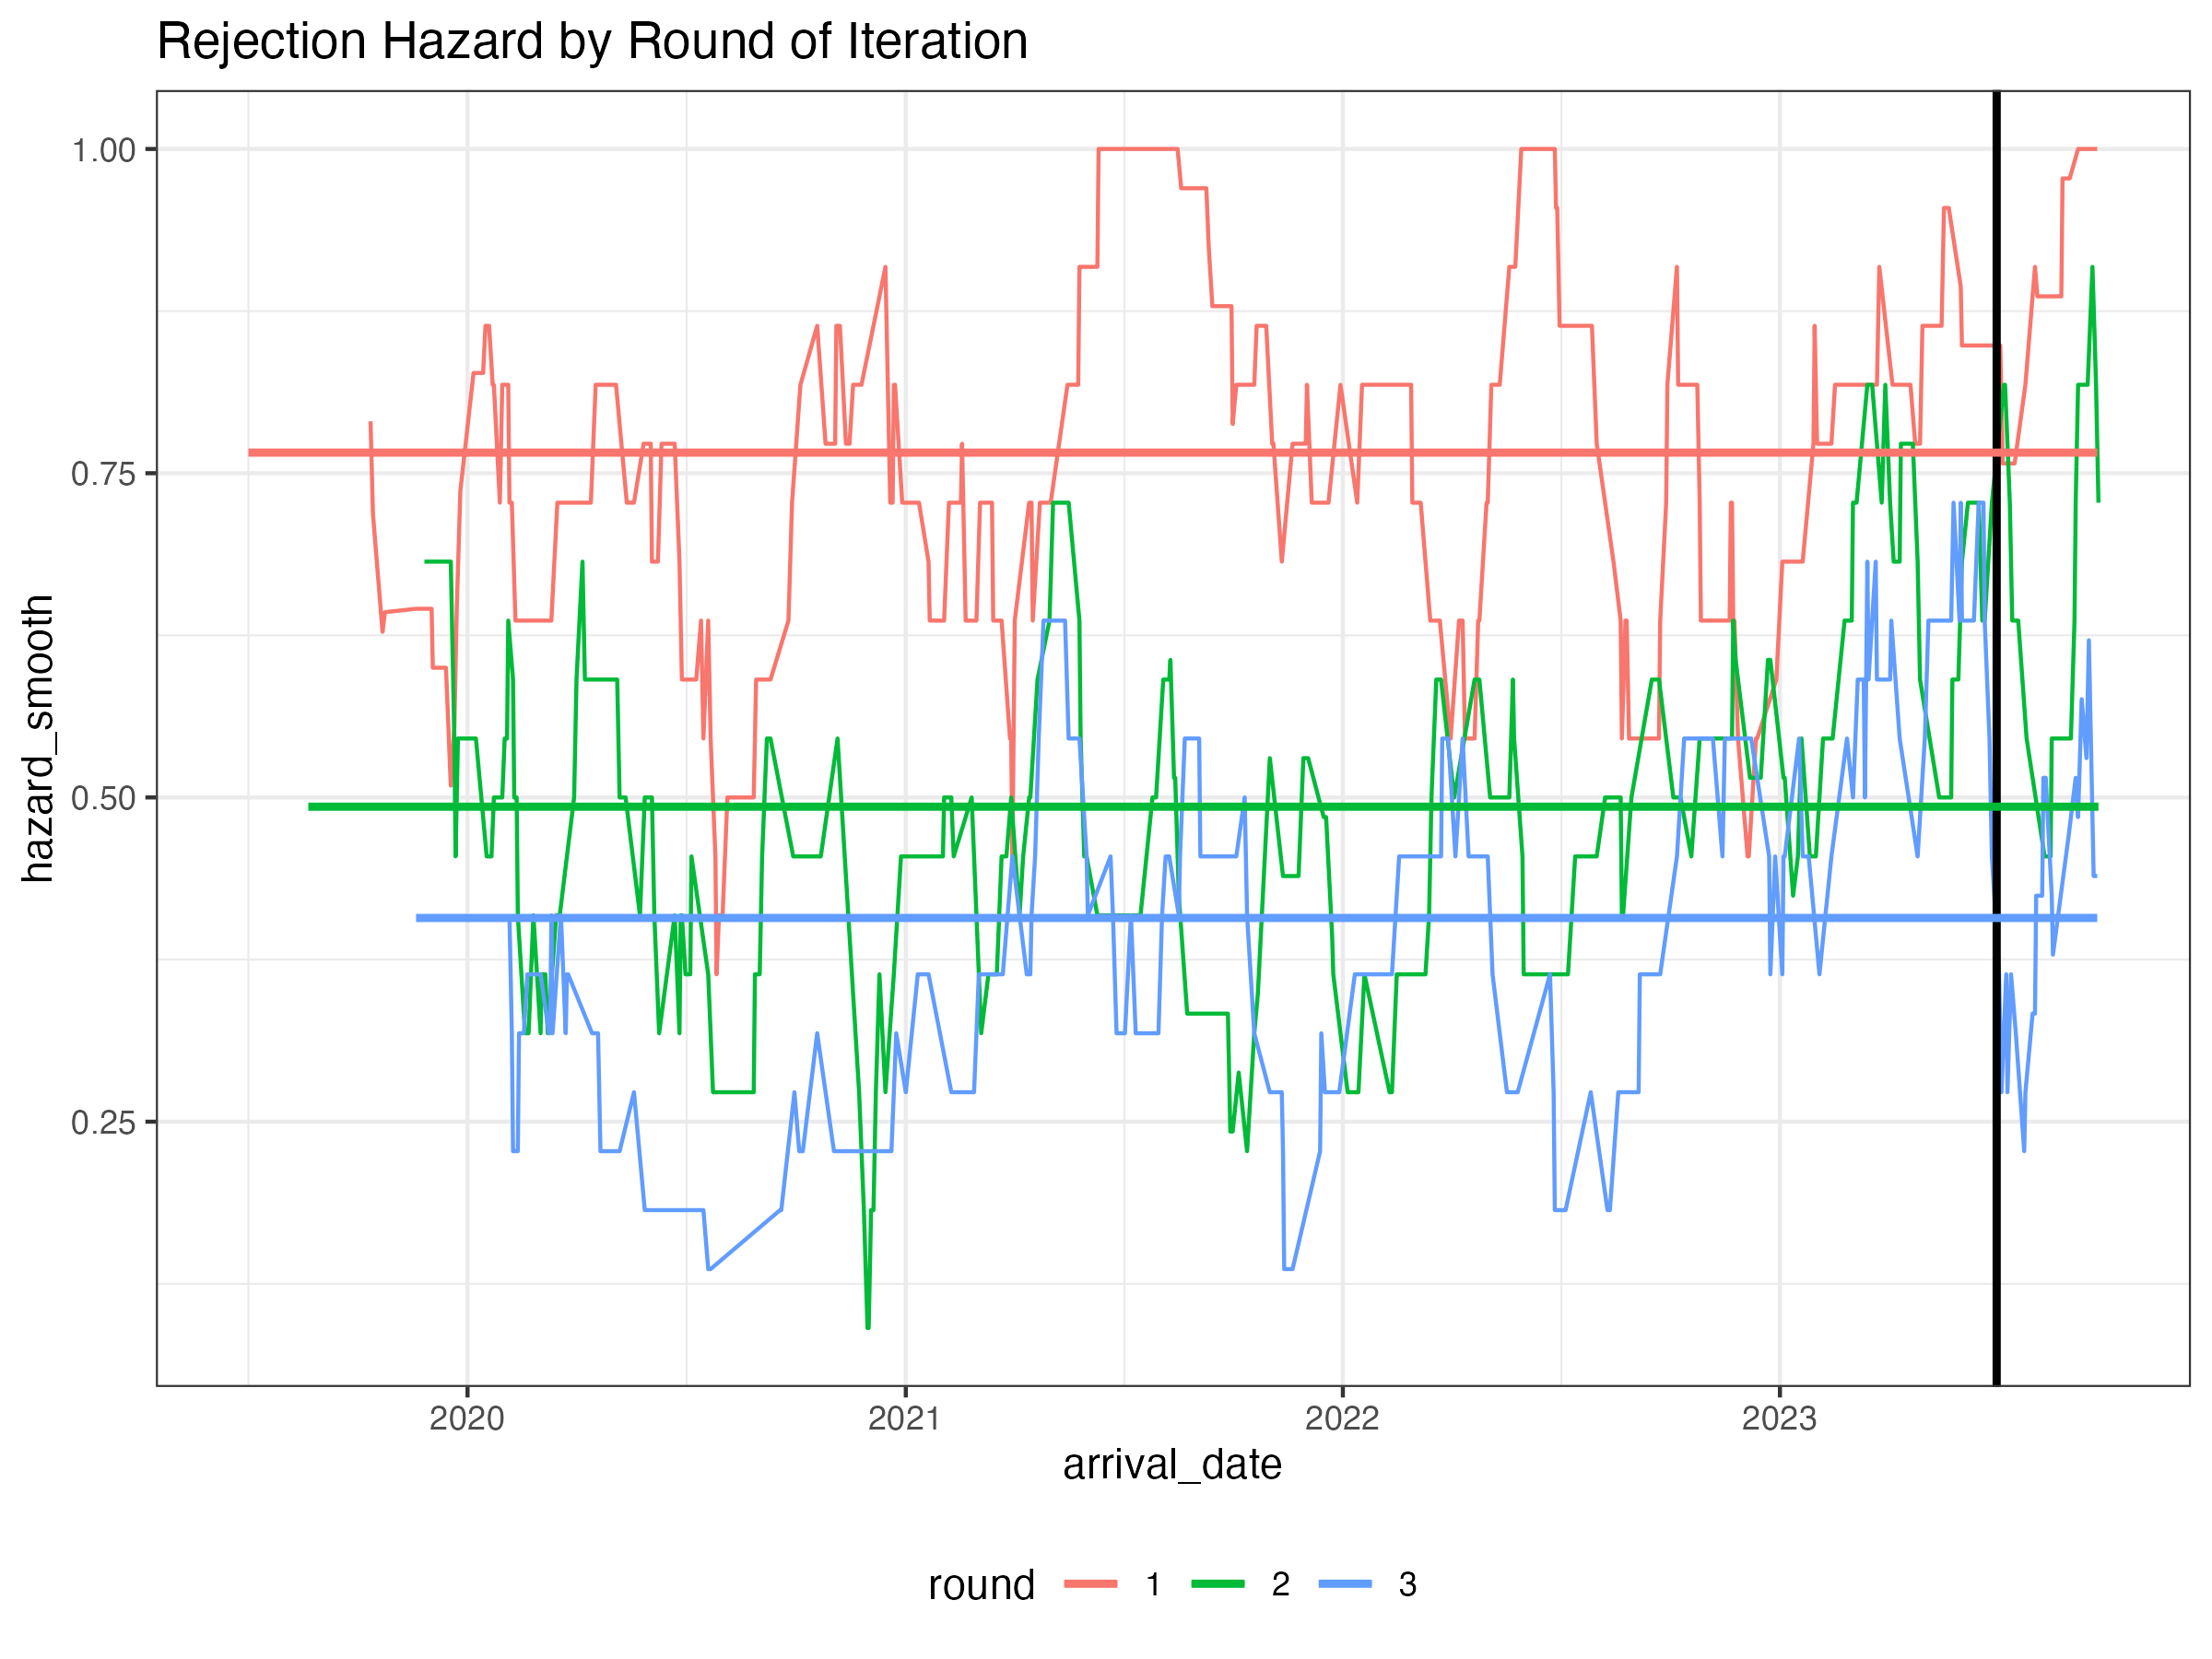 Rejection Hazard by Round of Iteration
hazard_smooth
1.00
0.75
0.50
0.25
2020 2021 2022 2023
arrival_date
round 1 2 3